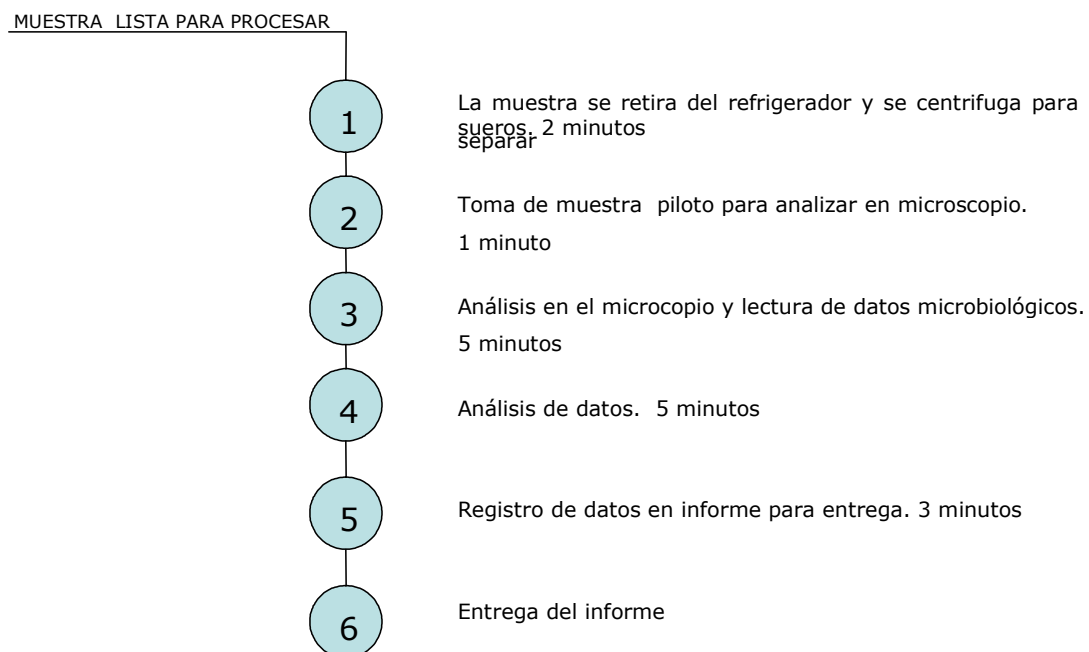 MUESTRA LISTA PARA PROCESAR
1
La muestra se retira del refrigerador y se centrifuga para
separar
sueros. 2 minutos
2
Toma de muestra piloto para analizar en microscopio.
1 minuto
3
Análisis en el microcopio y lectura de datos microbiológicos.
5 minutos
4
Análisis de datos. 5 minutos
5
Registro de datos en informe para entrega. 3 minutos
6
Entrega del informe